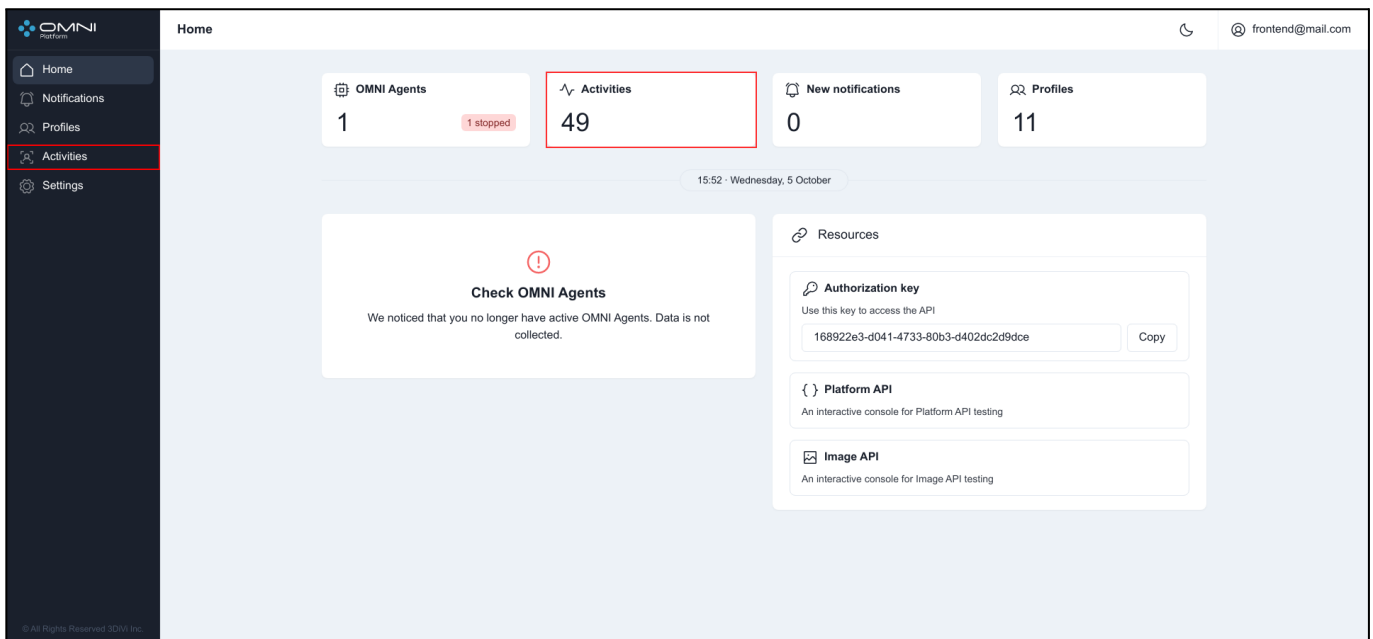 OMNI
Platform
Home
frontend@mail.com
Home
Notifications
Profiles
Activities
Settings
OMNI Agents
1
1 stopped
Activities
49
New notifications
0
Profiles
11
15:52 · Wednesday, 5 October
Check OMNI Agents
We noticed that you no longer have active OMNI Agents. Data is not
collected.
Resources
Authorization key
Use this key to access the API
168922e3-d041-4733-80b3-d402dc2d9dce
Copy
{ } Platform API
An interactive console for Platform API testing
Image API
An interactive console for Image API testing
© All Rights Reserved 3DiVi Inc.